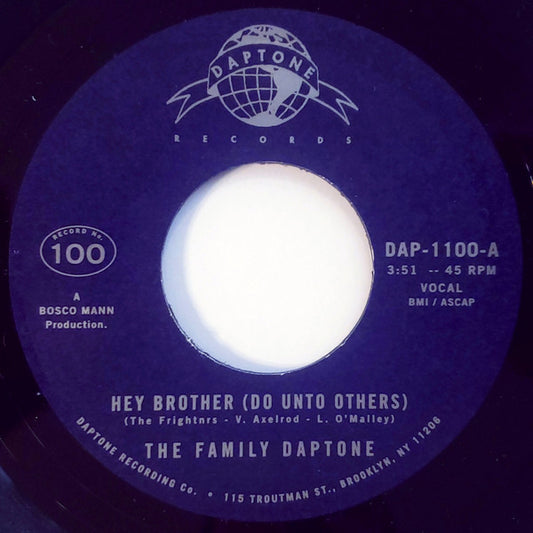 DAPTONE
RECORDS
RECORD No.
100
A
BOSCO MANN
Production.
DAP-1100-A
3:51 -- 45 RPM
VOCAL
BMI / ASCAP
HEY BROTHER (DO UNTO OTHERS)
(The Frightnrs - V. Axelrod - L. O'Malley)
THE FAMILY DAPTONE
DAPTONE RECORDING Co. • 115 TROUTMAN ST., BROOKLYN, NY 11206